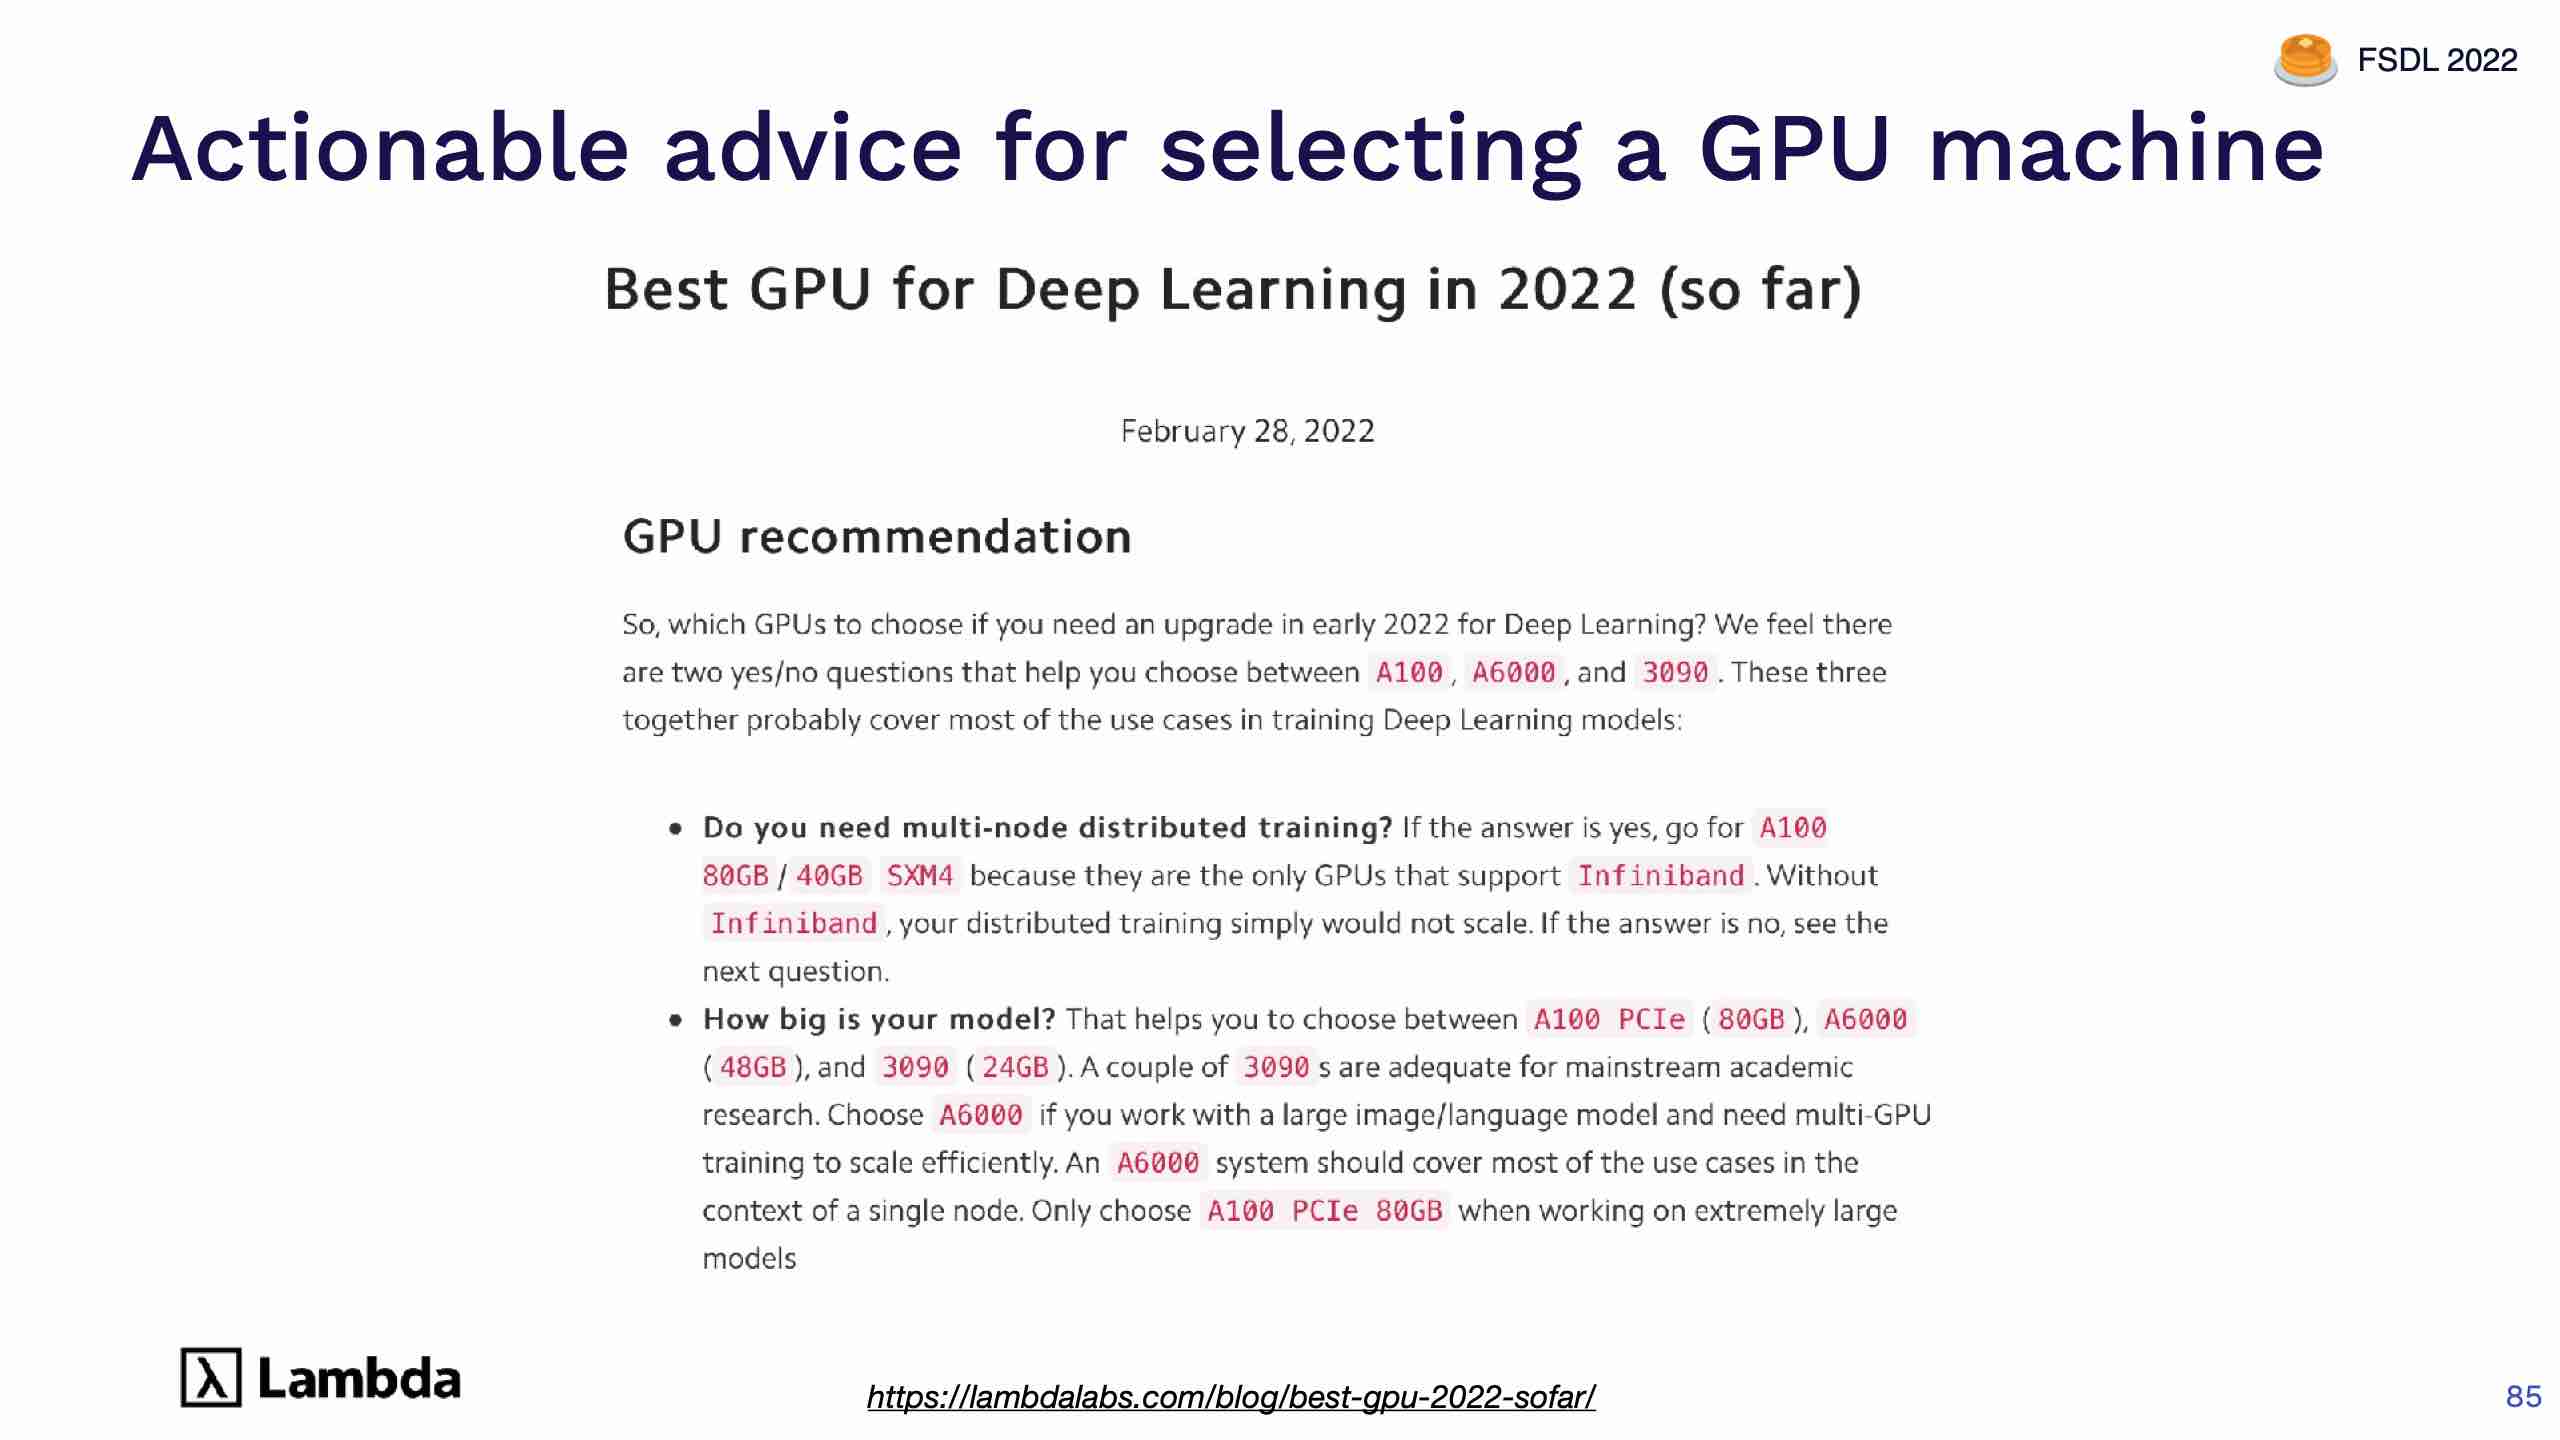 FSDL 2022
Actionable advice for selecting a GPU machine
Best GPU for Deep Learning in 2022 (so far)
February 28, 2022
GPU recommendation
So, which GPUs to choose if you need an upgrade in early 2022 for Deep Learning? We feel there
are two yes/no questions that help you choose between A100, A6000, and 3090. These three
together probably cover most of the use cases in training Deep Learning models:
• Do you need multi-node distributed training? If the answer is yes, go for A100
80GB / 40GB SXM4 because they are the only GPUs that support Infiniband. Without
Infiniband, your distributed training simply would not scale. If the answer is no, see the
next question.
• How big is your model? That helps you to choose between A100 PCIe (80GB), A6000
(48GB), and 3090 (24GB). A couple of 3090s are adequate for mainstream academic
research. Choose A6000 if you work with a large image/language model and need multi-GPU
training to scale efficiently. An A6000 system should cover most of the use cases in the
context of a single node. Only choose A100 PCIe 80GB when working on extremely large
models
λ Lambda
https://lambdalabs.com/blog/best-gpu-2022-sofar/
85